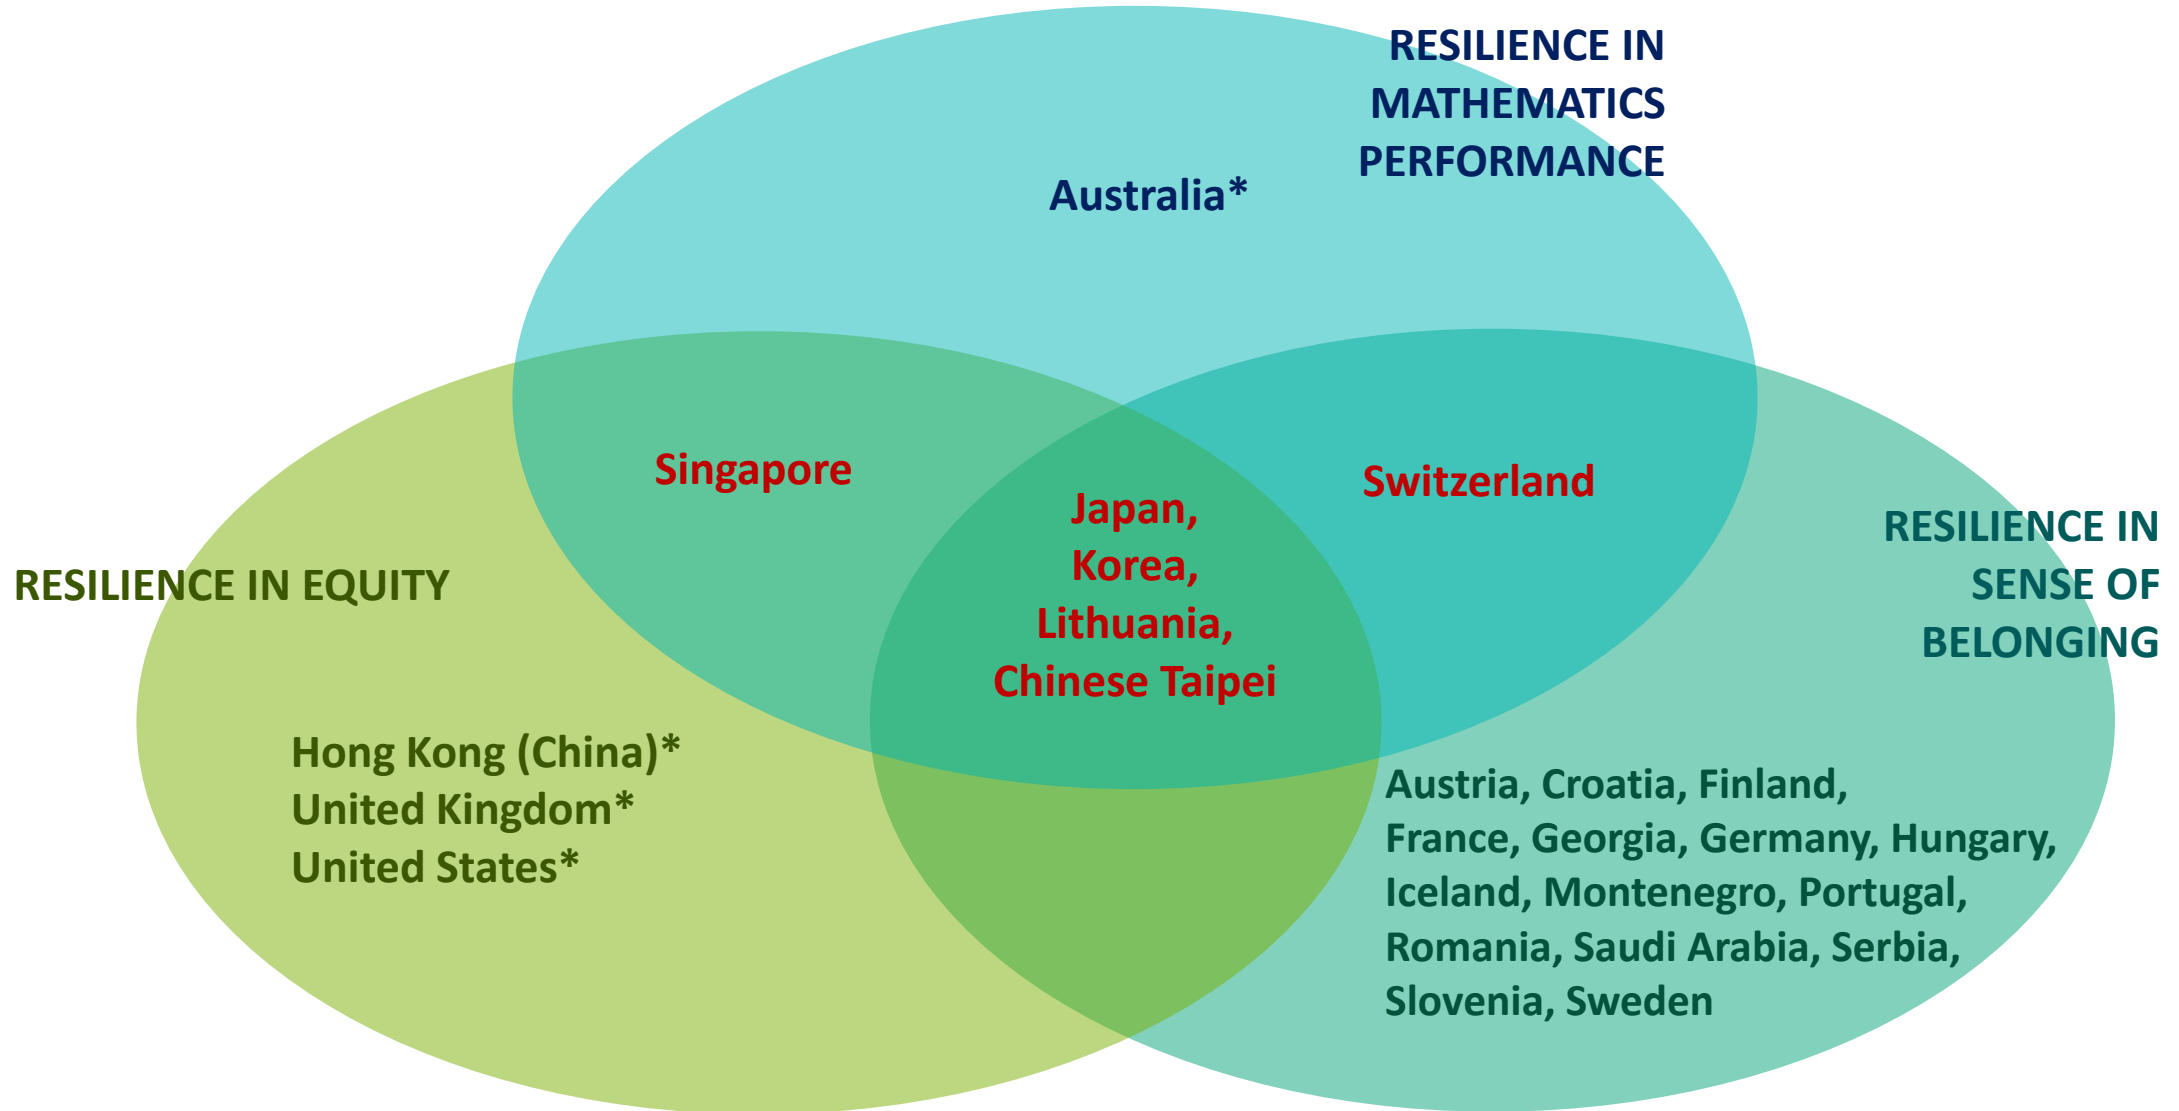 RESILIENCE IN
MATHEMATICS
PERFORMANCE
Australia*
Singapore
Switzerland
Japan,
Korea,
Lithuania,
Chinese Taipei
RESILIENCE IN EQUITY
RESILIENCE IN
SENSE OF
BELONGING
Hong Kong (China)*
United Kingdom*
United States*
Austria, Croatia, Finland,
France, Georgia, Germany, Hungary,
Iceland, Montenegro, Portugal,
Romania, Saudi Arabia, Serbia,
Slovenia, Sweden